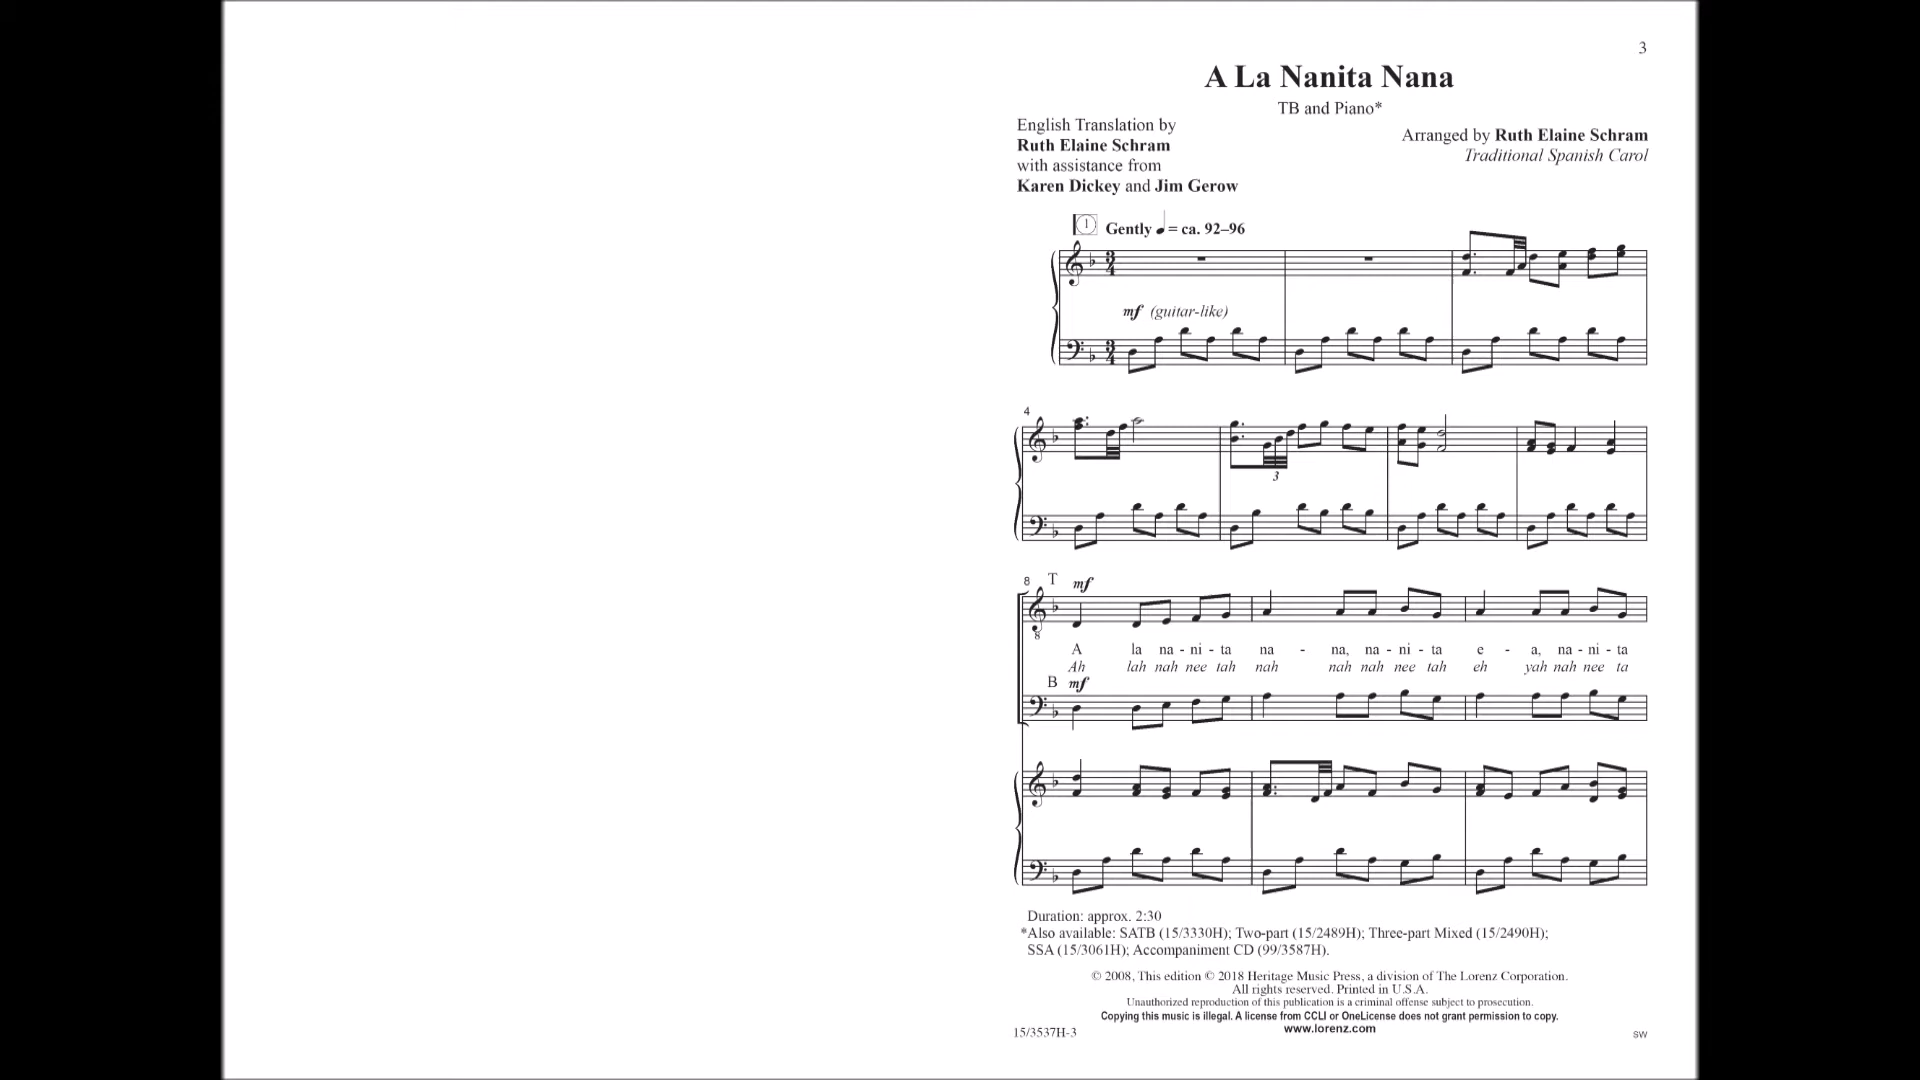 3
A La Nanita Nana
TB and Piano*
English Translation by
Ruth Elaine Schram
with assistance from
Karen Dickey and Jim Gerow
Arranged by Ruth Elaine Schram
Traditional Spanish Carol
1 Gently ♩ = ca. 92–96
3
4
mf (guitar-like)
3
4
4
3
8 T mf
8
A la na - ni - ta na - na, na - ni - ta e - a, na - ni - ta
Ah lah nah nee tah nah nah nah nee tah eh yah nah nee ta
B mf
Duration: approx. 2:30
*Also available: SATB (15/3330H); Two-part (15/2489H); Three-part Mixed (15/2490H);
SSA (15/3061H); Accompaniment CD (99/3587H).
© 2008, This edition © 2018 Heritage Music Press, a division of The Lorenz Corporation.
All rights reserved. Printed in U.S.A.
Unauthorized reproduction of this publication is a criminal offense subject to prosecution.
Copying this music is illegal. A license from CCLI or OneLicense does not grant permission to copy.
www.lorenz.com
15/3537H-3
SW